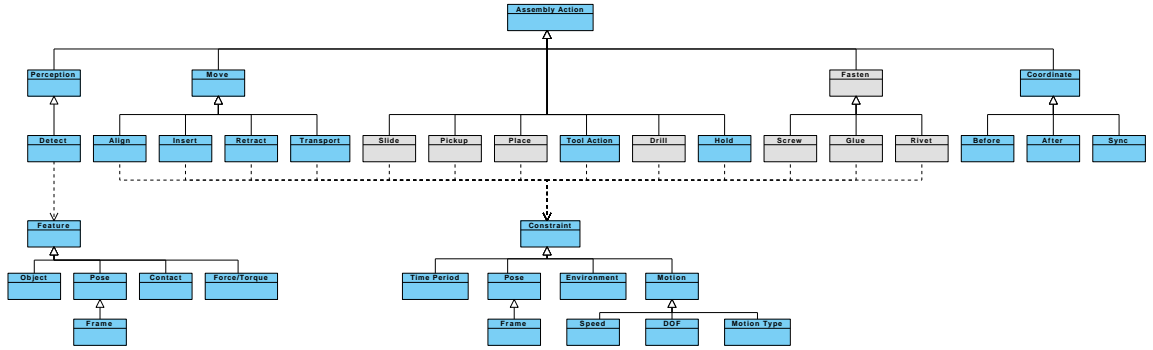 Assembly Action
Perception
Move
Fasten
Coordinate
Detect
Align
Insert
Retract
Transport
Slide
Pickup
Place
Tool Action
Drill
Hold
Screw
Glue
Rivet
Before
After
Sync
Feature
Constraint
Object
Pose
Contact
Force/Torque
Time Period
Pose
Environment
Motion
Frame
Frame
Speed
DOF
Motion Type